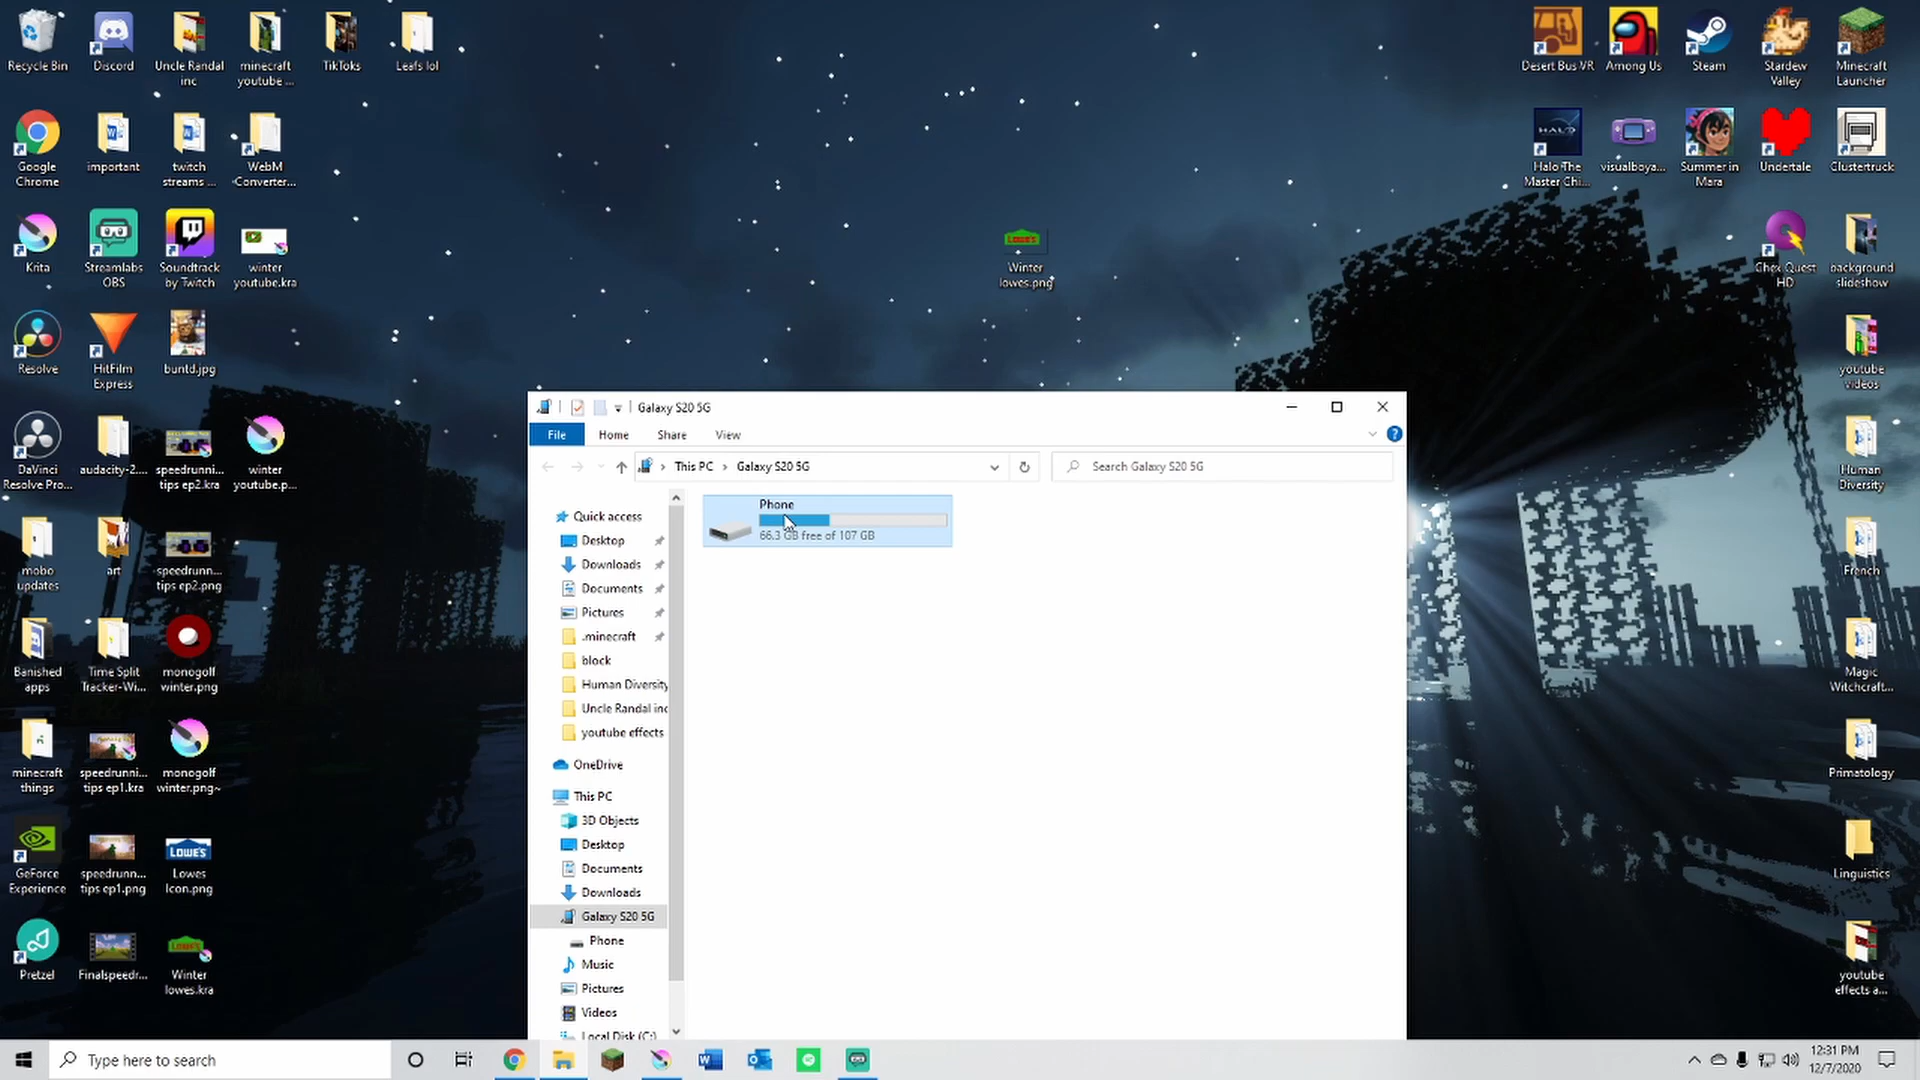 Recycle Bin
Discord
Uncle Randal
inc
minecraft
youtube ...
TikToks
Leafs lol
Desert Bus VR
Among Us
Steam
Stardew
Valley
Minecraft
Launcher
Google
Chrome
important
twitch
streams ...
WebM
Converter...
Halo The
Master Chi...
visualboya...
Summer in
Mara
Undertale
Clustertruck
Krita
Streamlabs
OBS
Soundtrack
by Twitch
winter
youtube.kra
LOWE'S
Winter
lowes.png
Chex Quest
HD
background
slideshow
Resolve
HitFilm
Express
buntd.jpg
youtube
videos
DaVinci
Resolve Pro...
audacity-2....
speedrunni...
tips ep2.kra
winter
youtube.p...
Human
Diversity
mobo
updates
art
speedrunn...
tips ep2.png
French
Banished
apps
Time Split
Tracker-Wi...
monogolf
winter.png
Magic
Witchcraft...
minecraft
things
speedrunni...
tips ep1.kra
monogolf
winter.png~
Primatology
GeForce
Experience
speedrunn...
tips ep1.png
LOWE'S
Lowes
Icon.png
Linguistics
Pretzel
Finalspeedr...
Winter
lowes.kra
youtube
effects a...
Galaxy S20 5G
File
Home
Share
View
This PC
Galaxy S20 5G
Search Galaxy S20 5G
Quick access
Desktop
Downloads
Documents
Pictures
.minecraft
block
Human Diversity
Uncle Randal inc
youtube effects
OneDrive
This PC
3D Objects
Desktop
Documents
Downloads
Galaxy S20 5G
Phone
Music
Pictures
Videos
Local Disk (C:)
Phone
66.3 GB free of 107 GB
Type here to search
12:31 PM
12/7/2020